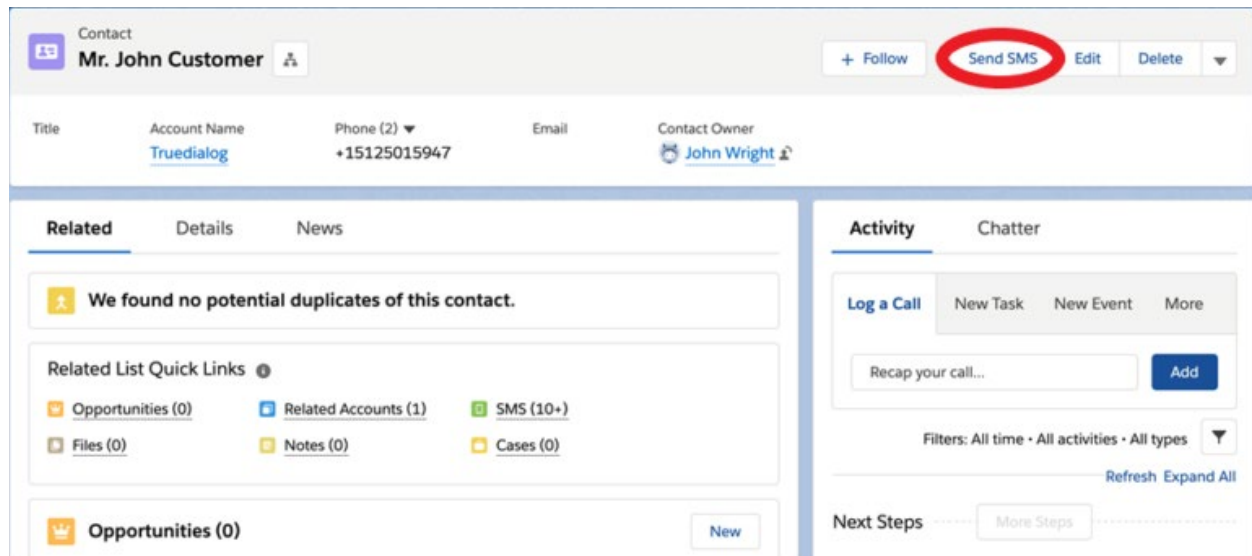 Contact
Mr. John Customer
+ Follow
Send SMS
Edit
Delete
Title
Account Name
Phone (2)
Email
Contact Owner
Truedialog
+15125015947
John Wright
Related
Details
News
We found no potential duplicates of this contact.
Related List Quick Links
Opportunities (0)
Related Accounts (1)
SMS (10+)
Files (0)
Notes (0)
Cases (0)
Opportunities (0)
New
Activity
Chatter
Log a Call
New Task
New Event
More
Recap your call...
Add
Filters: All time • All activities • All types
Refresh
Expand All
Next Steps
More Steps